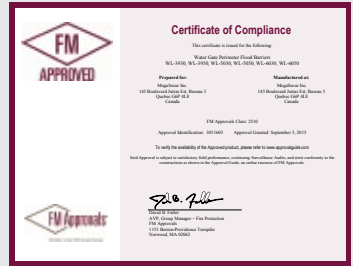 FM
APPROVED
Certificate of Compliance
This certificate is issued for the following:
Water Gate Perimeter Flood Barriers
WL-3930, WL-3950, WL-5030, WL-5050, WL-6030, WL-6050
Prepared for:
Megasecur Inc.
145 Boulevard Jutras Est, Bureau 3
Quebec G6P 4L8
Canada
Manufactured at:
Megasecur Inc.
145 Boulevard Jutras Est, Bureau 3
Quebec G6P 4L8
Canada
FM Approvals Class: 2510
Approval Identification: 3051603 Approval Granted: September 3, 2015
To verify the availability of the Approved product, please refer to www.approvalguide.com
Said Approval is subject to satisfactory field performance, continuing Surveillance Audits, and strict conformity to the
constructions as shown in the Approval Guide, an online resource of FM Approvals.
David B. Fuller
AVP, Group Manager – Fire Protection
FM Approvals
1151 Boston-Providence Turnpike
Norwood, MA 02062
FM Approvals